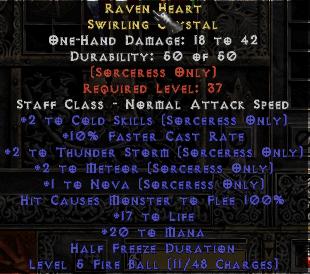 Raven Heart
Swirling Crystal
One-Hand Damage: 18 to 42
Durability: 50 of 50
(Sorceress Only)
Required Level: 37
Staff Class - Normal Attack Speed
+2 to Cold Skills (Sorceress Only)
+10% Faster Cast Rate
+2 to Thunder Storm (Sorceress Only)
+2 to Meteor (Sorceress Only)
+1 to Nova (Sorceress Only)
Hit Causes Monster to Flee 100%
+17 to Life
+20 to Mana
Half Freeze Duration
Level 5 Fire Ball (11/48 Charges)